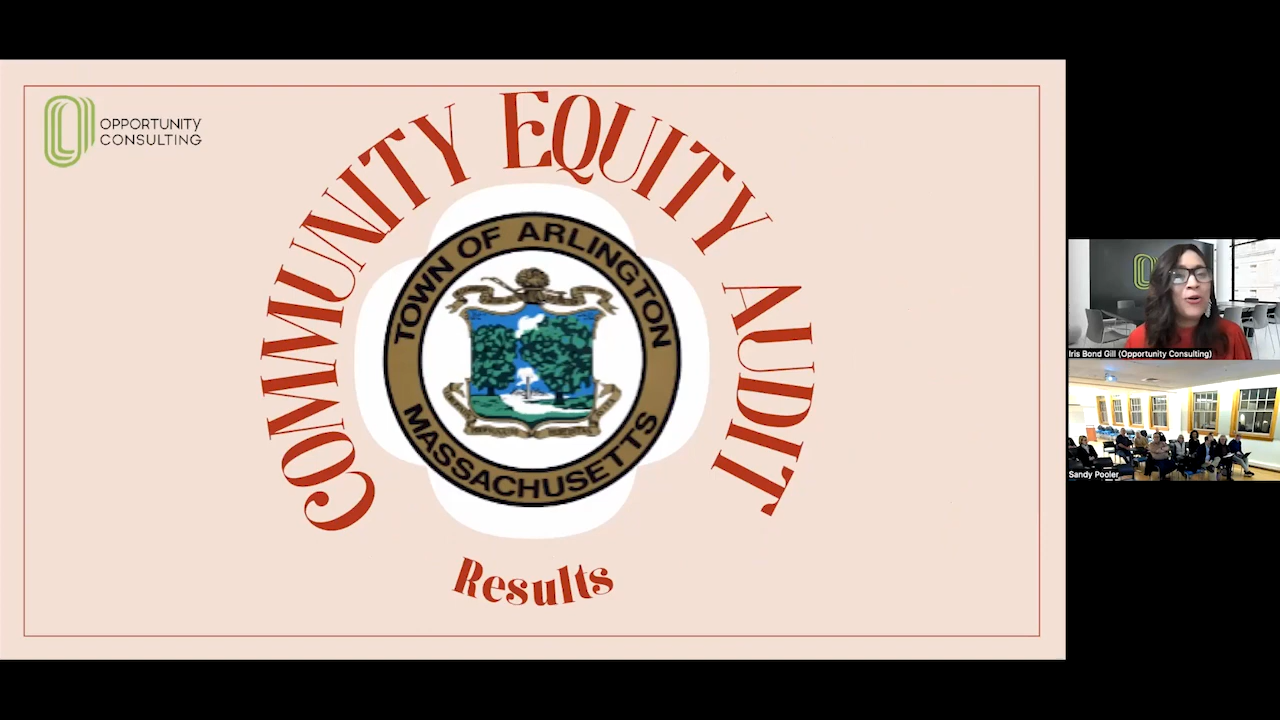 OPPORTUNITY
CONSULTING
COMMUNITY EQUITY AUDIT
TOWN OF ARLINGTON
MASSACHUSETTS
Results
Iris Bond Gill (Opportunity Consulting)
Sandy Pooler